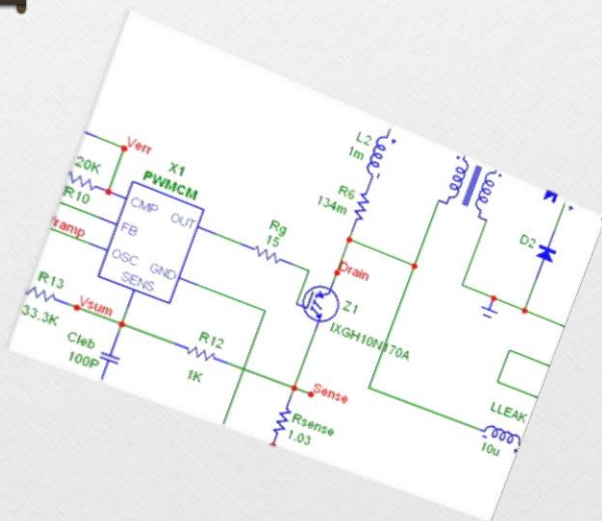 Verr
20K
R10
X1
PWMCM
CMP
FB
OSC
SENS
OUT
GND
Rg
15
L2
1m
R6
134m
Drain
Z1
IXGH10N170A
D2
R13
33.3K
Vsum
Cleb
100P
R12
1K
Sense
Rsense
1.03
LLEAK
10u